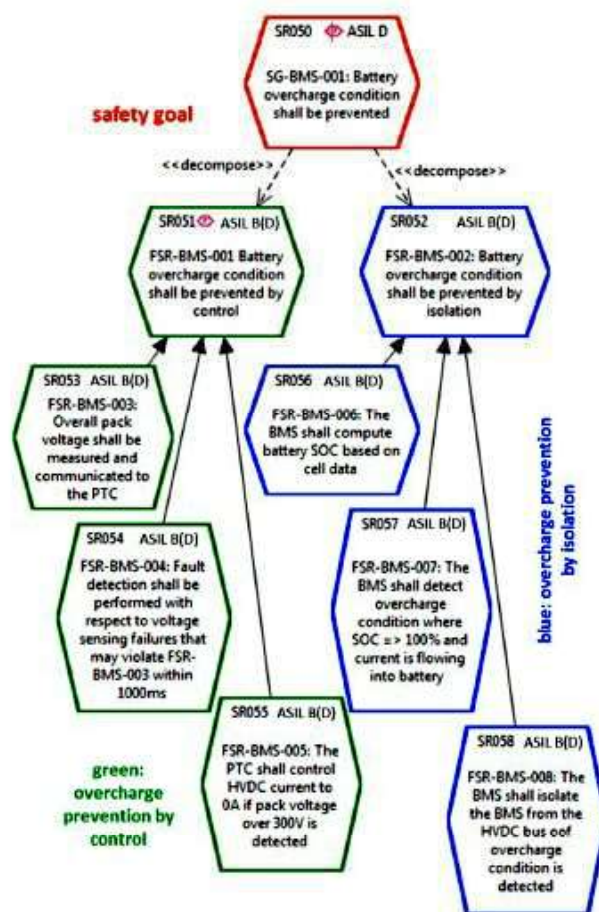 SR050 ASIL D
SG-BMS-001: Battery
overcharge condition
shall be prevented
safety goal
<<decompose>>
<<decompose>>
SR051 ASIL B(D)
FSR-BMS-001 Battery
overcharge condition
shall be prevented by
control
SR052 ASIL B(D)
FSR-BMS-002: Battery
overcharge condition
shall be prevented by
isolation
SR053 ASIL B(D)
FSR-BMS-003:
Overall pack
voltage shall be
measured and
communicated to
the PTC
SR056 ASIL B(D)
FSR-BMS-006: The
BMS shall compute
battery SOC based on
cell data
SR054 ASIL B(D)
FSR-BMS-004: Fault
detection shall be
performed with
respect to voltage
sensing failures that
may violate FSR-
BMS-003 within
1000ms
SR057 ASIL B(D)
FSR-BMS-007: The
BMS shall detect
overcharge
condition where
SOC => 100% and
current is flowing
into battery
blue: overcharge prevention
by isolation
SR055 ASIL B(D)
FSR-BMS-005: The
PTC shall control
HVDC current to
0A if pack voltage
over 300V is
detected
green:
overcharge
prevention by
control
SR058 ASIL B(D)
FSR-BMS-008: The
BMS shall isolate
the BMS from the
HVDC bus oof
overcharge
condition is
detected